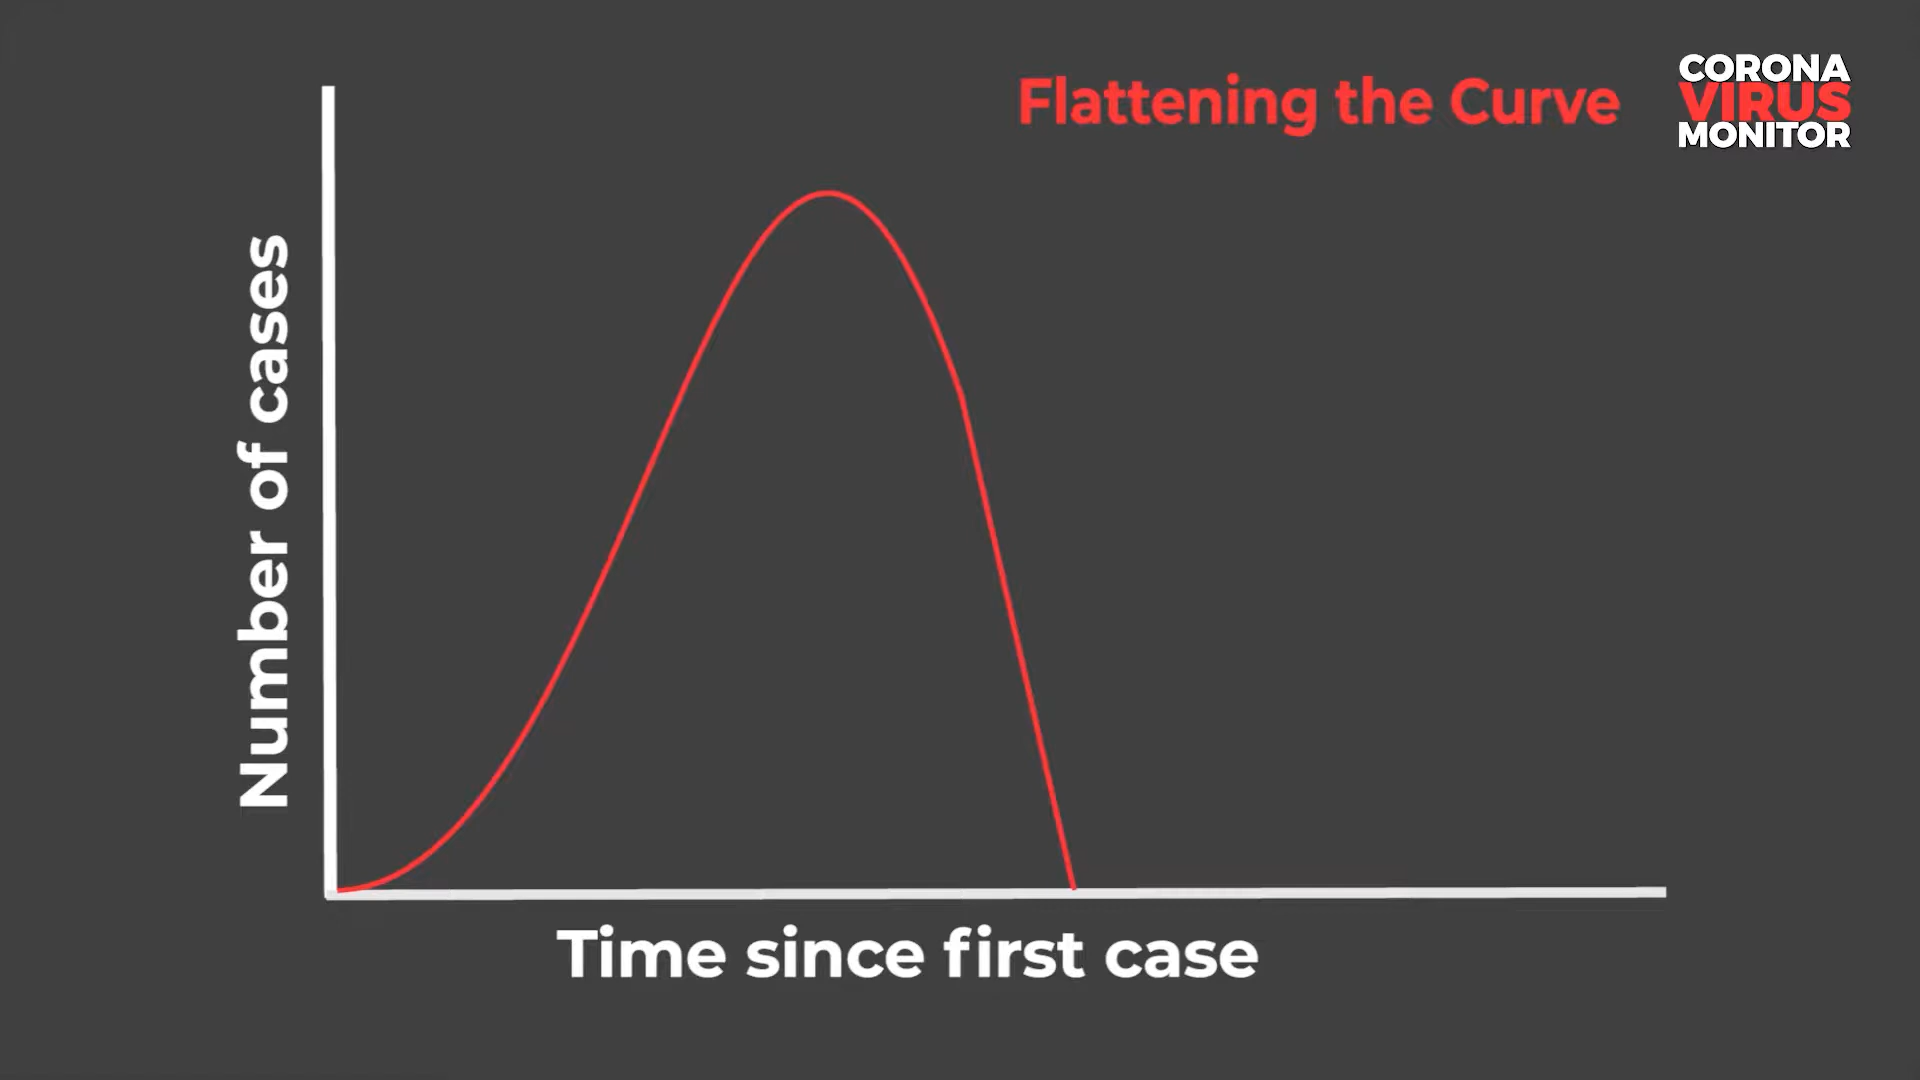 Flattening the Curve
CORONA
VIRUS
MONITOR
Number of cases
Time since first case